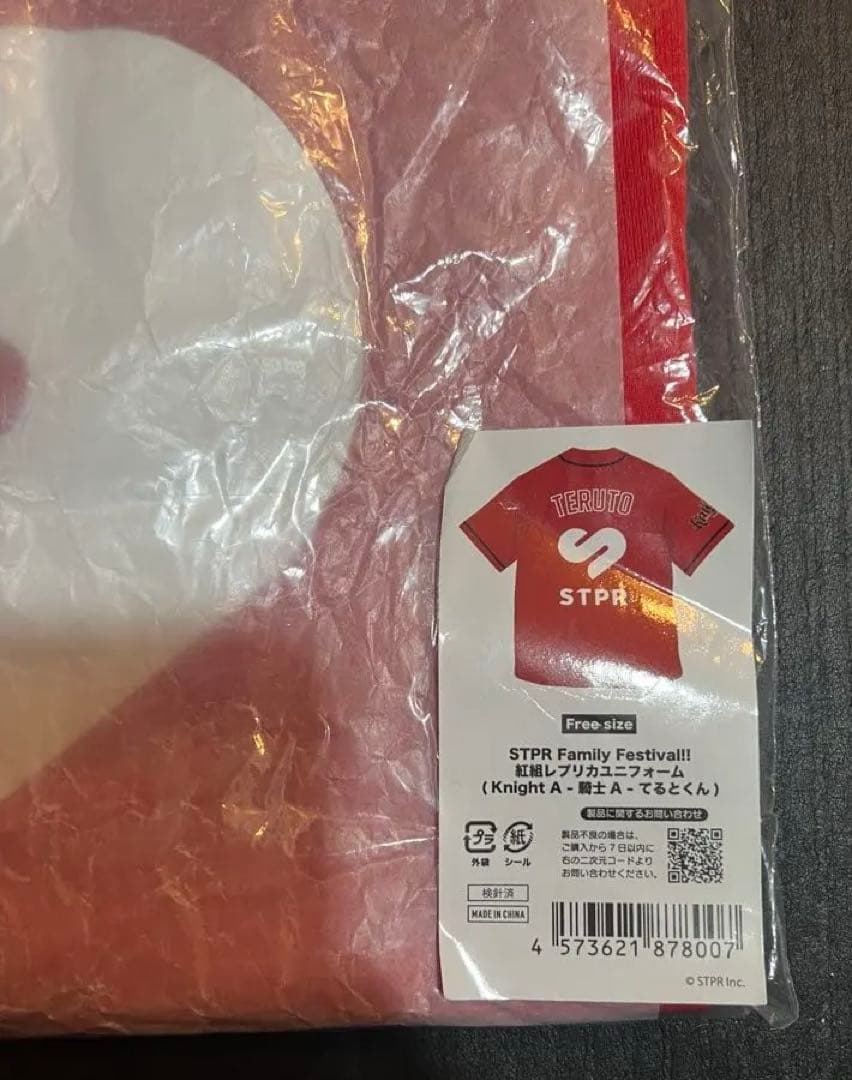 TERUTO
STPR
Free size
STPR Family Festival!!
紅組レプリカユニフォーム
(Knight A - 騎士A - てるとくん)
製品に関するお問い合わせ
プラ
外袋
紙
シール
製品不良の場合は、
ご購入から7日以内に
右の二次元コードより
お問い合わせください。
検針済
MADE IN CHINA
4 573621 878007
© STPR Inc.